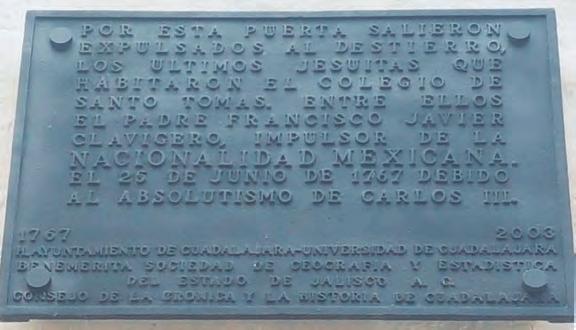 POR ESTA PUERTA SALIERON
EXPULSADOS AL DESTIERRO,
LOS ULTIMOS JESUITAS QUE
HABITARON EL COLEGIO DE
SANTO TOMAS. ENTRE ELLOS
EL PADRE FRANCISCO JAVIER
CLAVIGERO, IMPULSOR DE LA
NACIONALIDAD MEXICANA.
EL 25 DE JUNIO DE 1767 DEBIDO
AL ABSOLUTISMO DE CARLOS III.
1767 2003
H.AYUNTAMIENTO DE GUADALAJARA-UNIVERSIDAD DE GUADALAJARA
BENEMERITA SOCIEDAD DE GEOGRAFIA Y ESTADISTICA
DEL ESTADO DE JALISCO A. C.
CONSEJO DE LA CRONICA Y LA HISTORIA DE GUADALAJARA